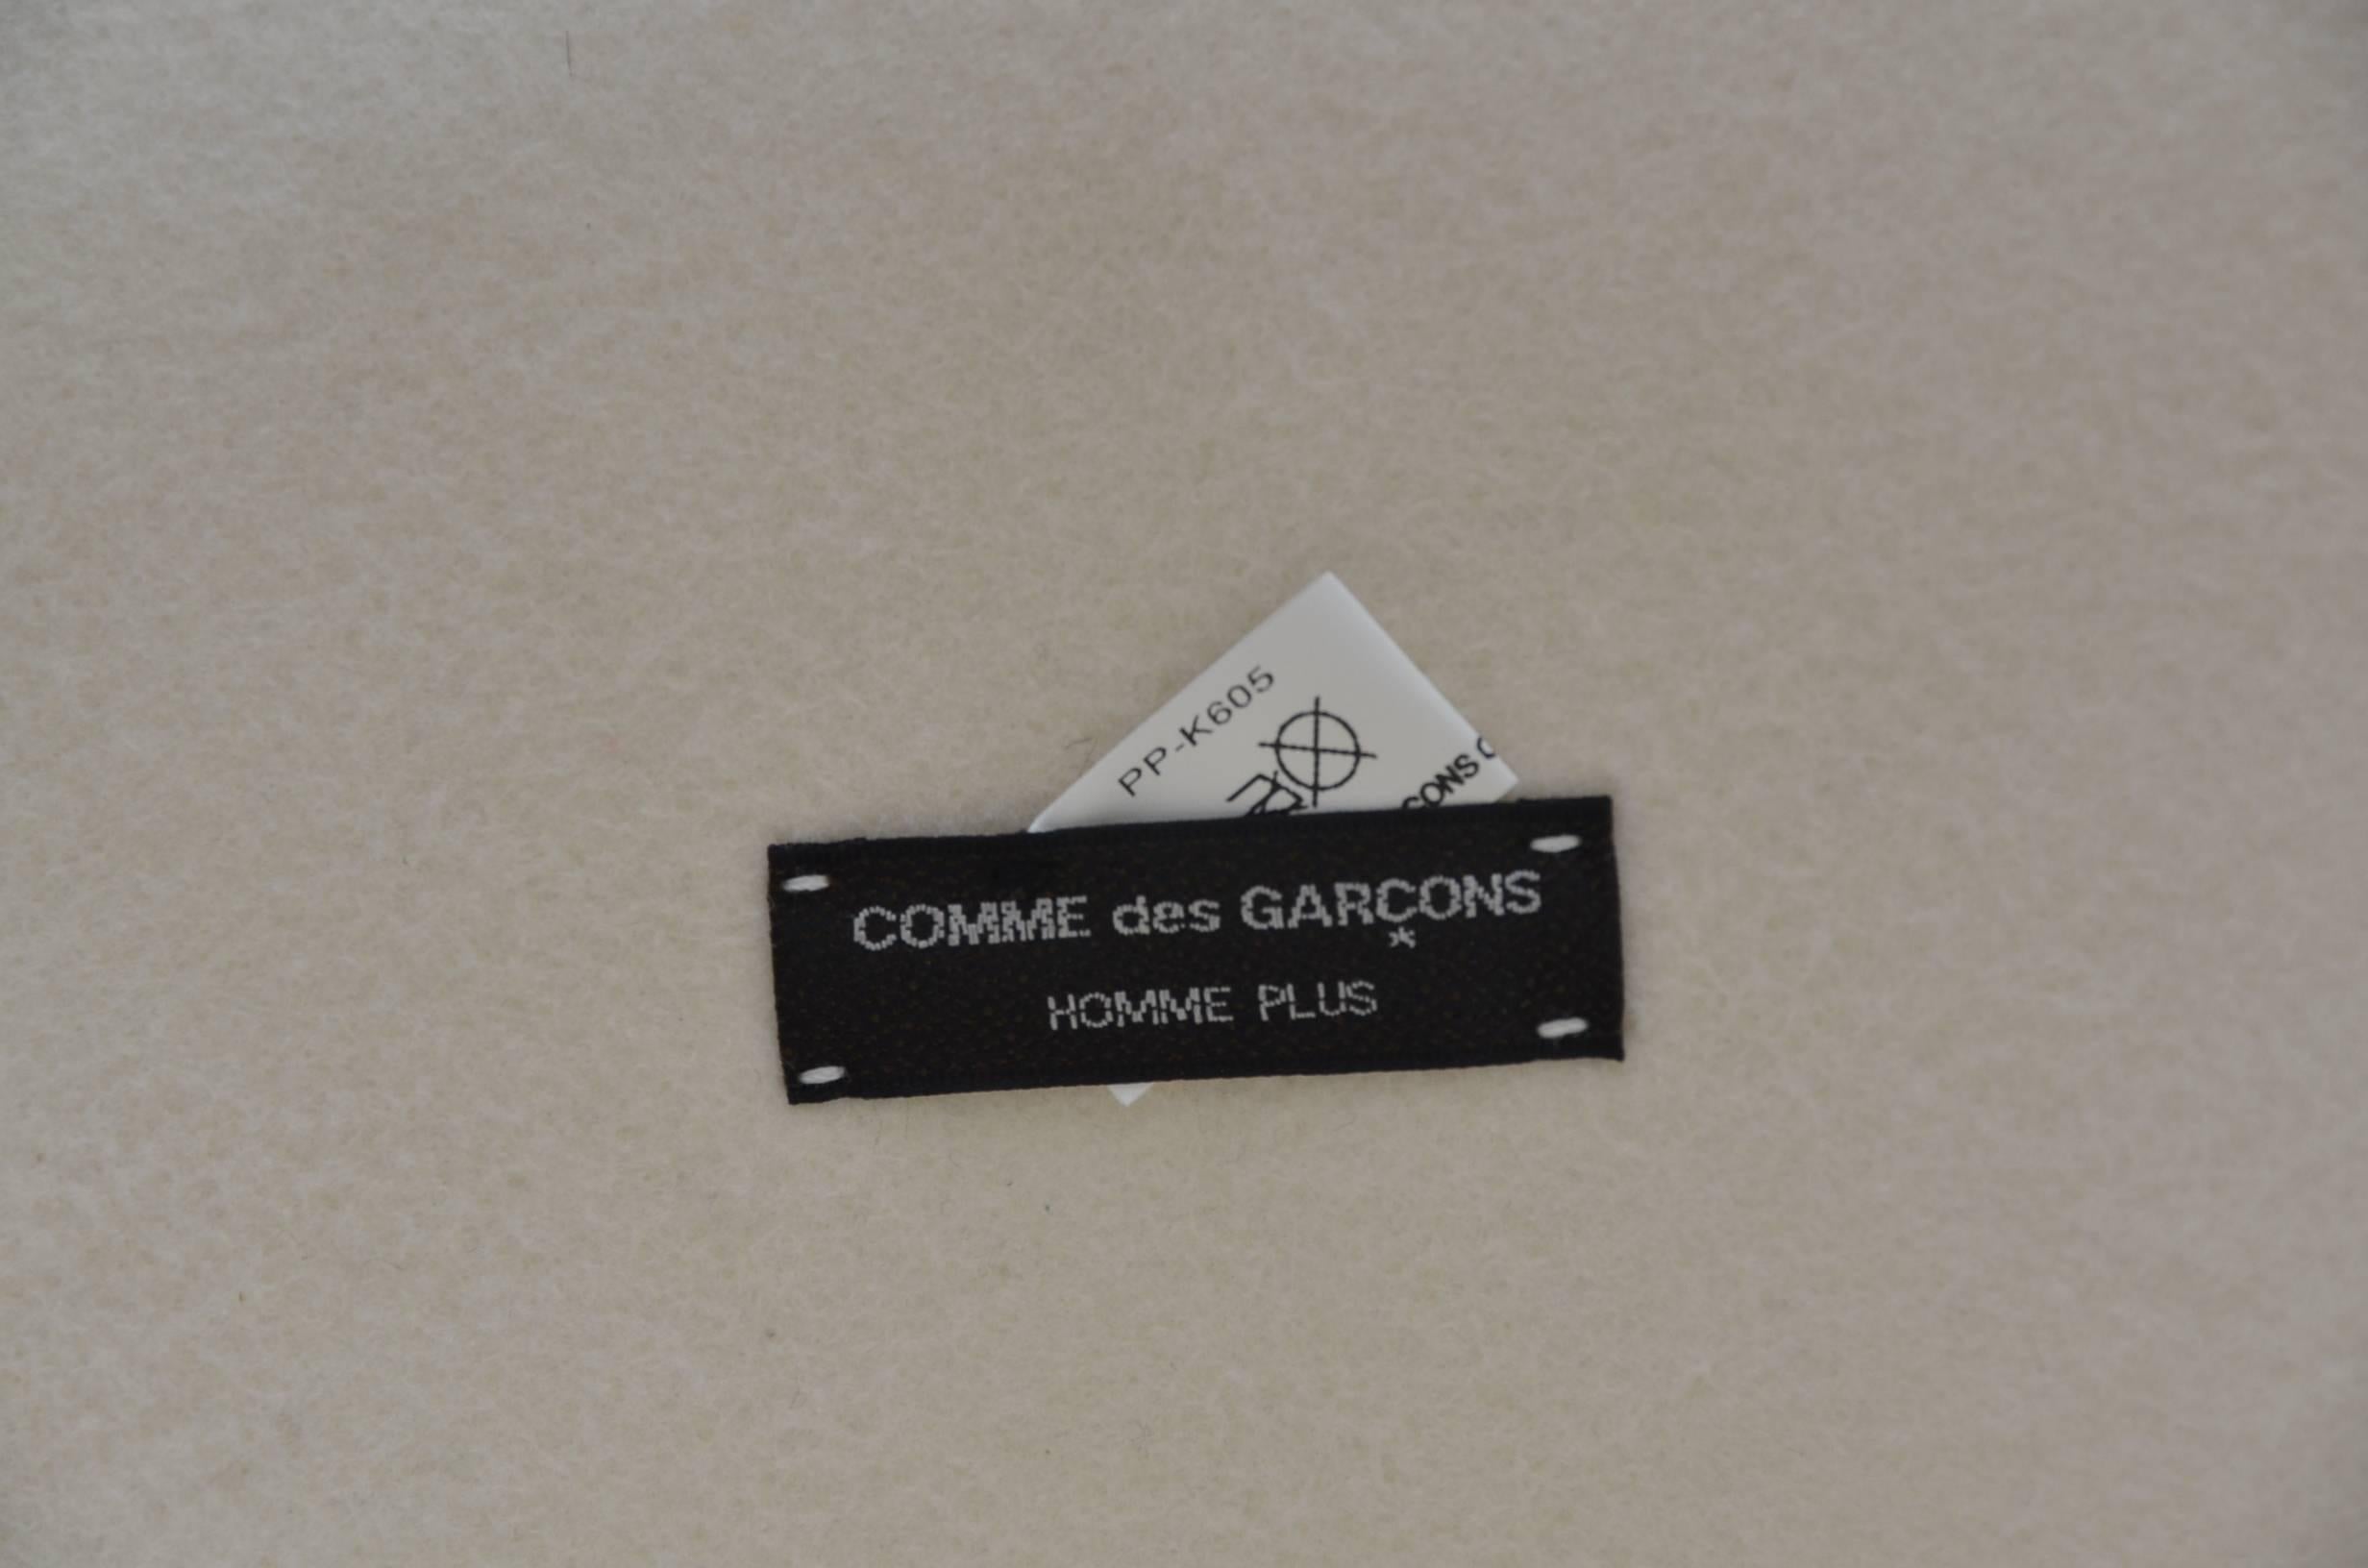 PP-K605
COMME des GARÇONS
HOMME PLUS